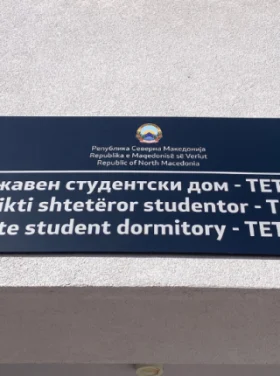 Република Северна Македонија
Republika e Maqedonisë së Veriut
Republic of North Macedonia
жавен студентски дом - ТЕТ
ikti shtetëror studentor - T
te student dormitory - TET